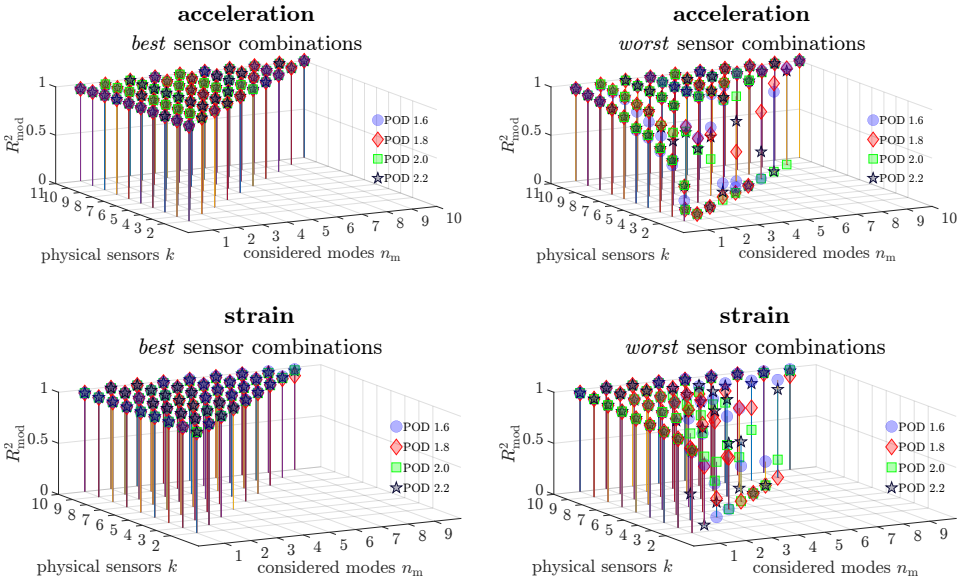 acceleration
best sensor combinations
1
0.5
0
R²mod
11
10
9
8
7
6
5
4
3
2
physical sensors k
1
2
3
4
5
6
7
8
9
10
considered modes nm
POD 1.6
POD 1.8
POD 2.0
POD 2.2
acceleration
worst sensor combinations
1
0.5
0
R²mod
11
10
9
8
7
6
5
4
3
2
physical sensors k
1
2
3
4
5
6
7
8
9
10
considered modes nm
POD 1.6
POD 1.8
POD 2.0
POD 2.2
strain
best sensor combinations
1
0.5
0
R²mod
10
9
8
7
6
5
4
3
2
physical sensors k
1
2
3
4
5
6
7
8
9
considered modes nm
POD 1.6
POD 1.8
POD 2.0
POD 2.2
strain
worst sensor combinations
1
0.5
0
R²mod
10
9
8
7
6
5
4
3
2
physical sensors k
1
2
3
4
5
6
7
8
9
considered modes nm
POD 1.6
POD 1.8
POD 2.0
POD 2.2